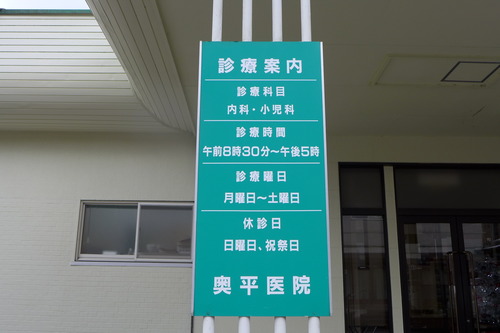 診療案内
診療科目
内科・小児科
診療時間
午前8時30分～午後5時
診療曜日
月曜日～土曜日
休診日
日曜日、祝祭日
奥平医院